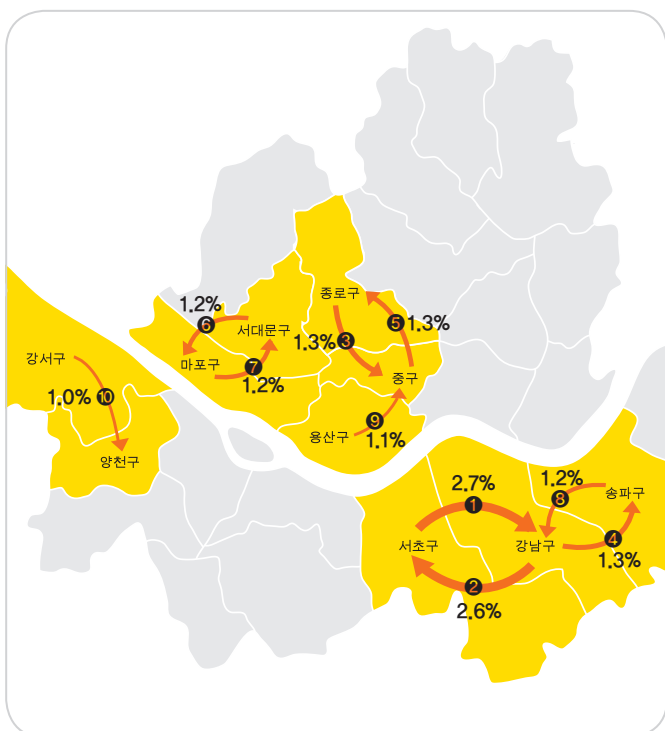 종로구
1.2%
6
서대문구
5
1.3%
1.3%
3
강서구
마포구
7
1.2%
중구
1.0%
10
9
용산구
1.1%
양천구
2.7%
1
1.2%
8
송파구
서초구
강남구
4
1.3%
2
2.6%